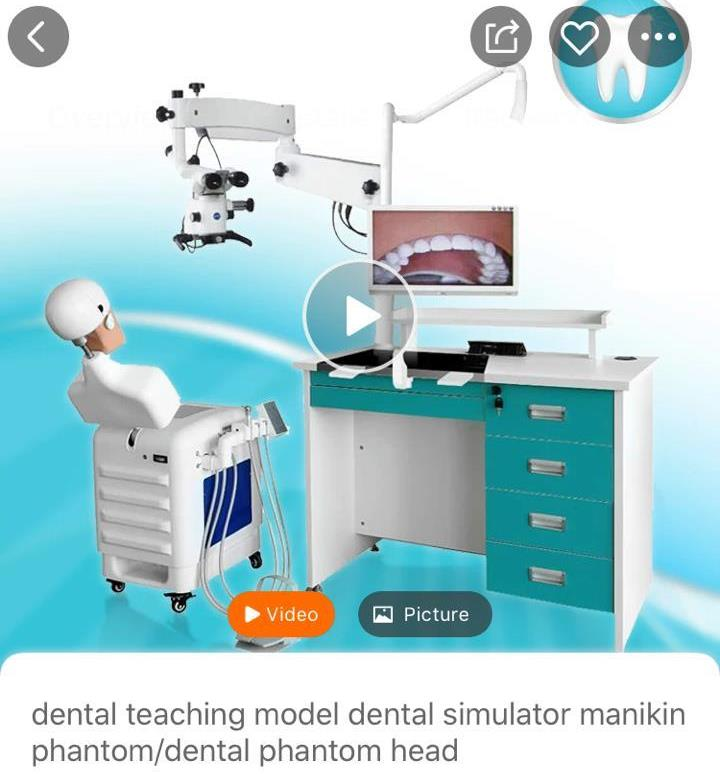 Video
Picture
dental teaching model dental simulator manikin
phantom/dental phantom head